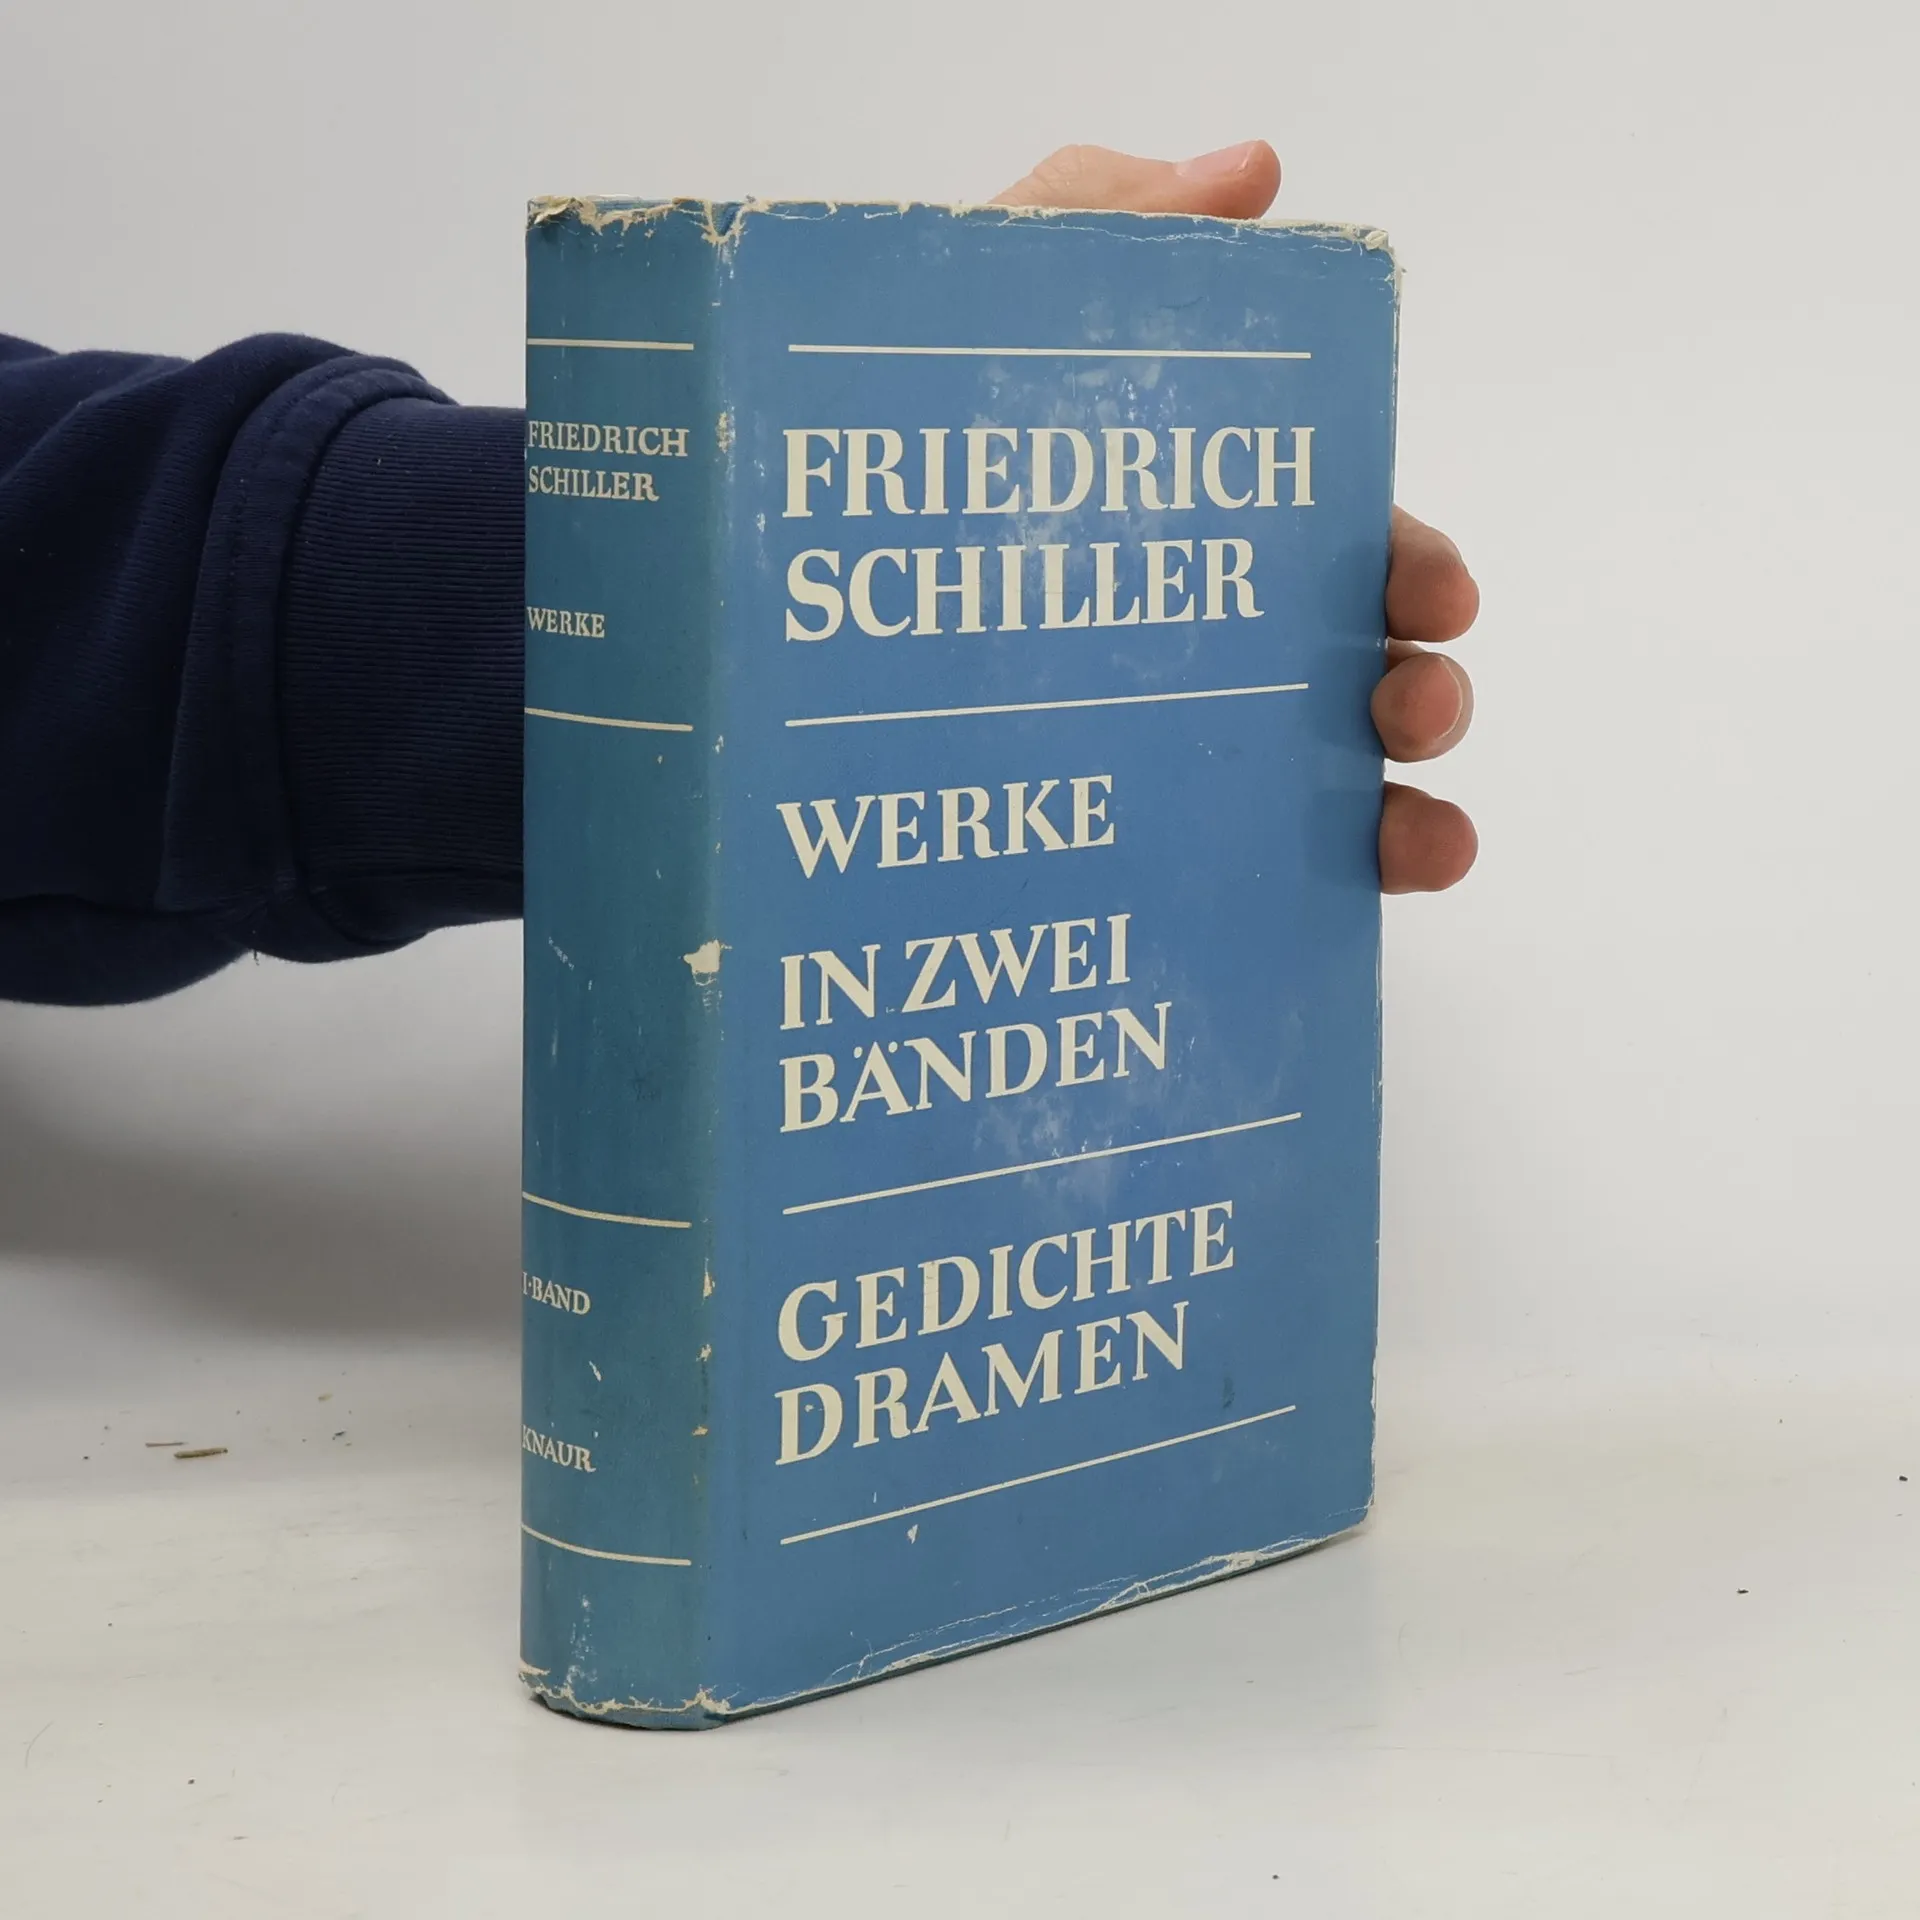 FRIEDRICH
SCHILLER
WERKE
I·BAND
KNAUR
FRIEDRICH
SCHILLER
WERKE
IN ZWEI
BÄNDEN
GEDICHTE
DRAMEN